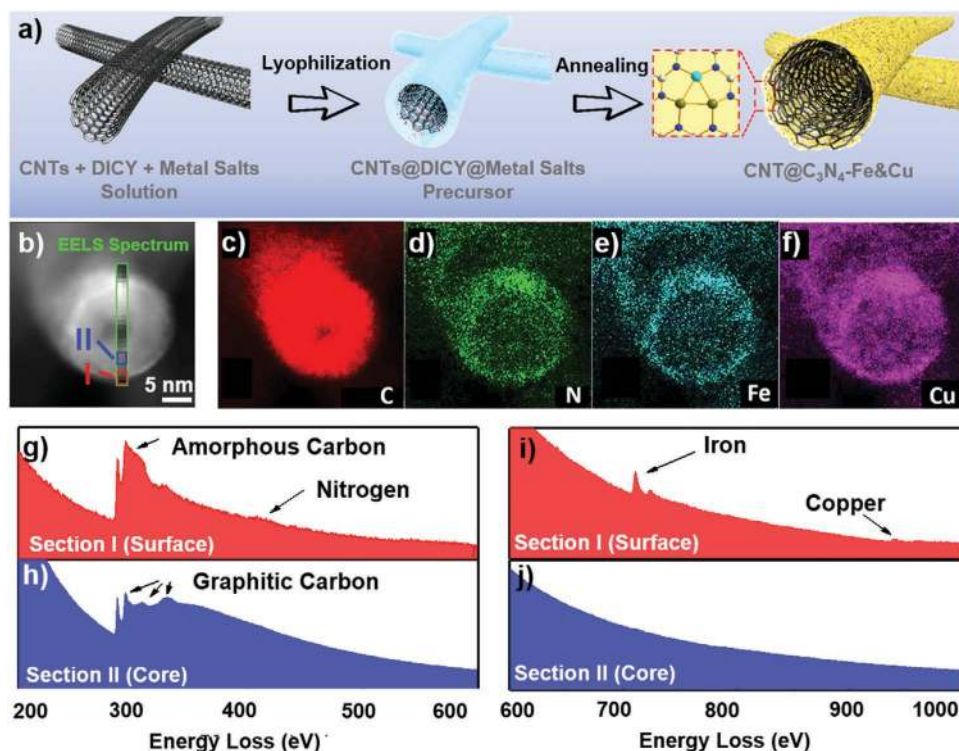 a)
Lyophilization
Annealing
CNTs + DICY + Metal Salts
Solution
CNTs@DICY@Metal Salts
Precursor
CNT@C₃N₄-Fe&Cu
b)
EELS Spectrum
II
I
5 nm
c)
C
d)
N
e)
Fe
f)
Cu
g)
Amorphous Carbon
Nitrogen
Section I (Surface)
h)
Graphitic Carbon
Section II (Core)
200 300 400 500 600
Energy Loss (eV)
i)
Iron
Copper
Section I (Surface)
j)
Section II (Core)
600 700 800 900 1000
Energy Loss (eV)